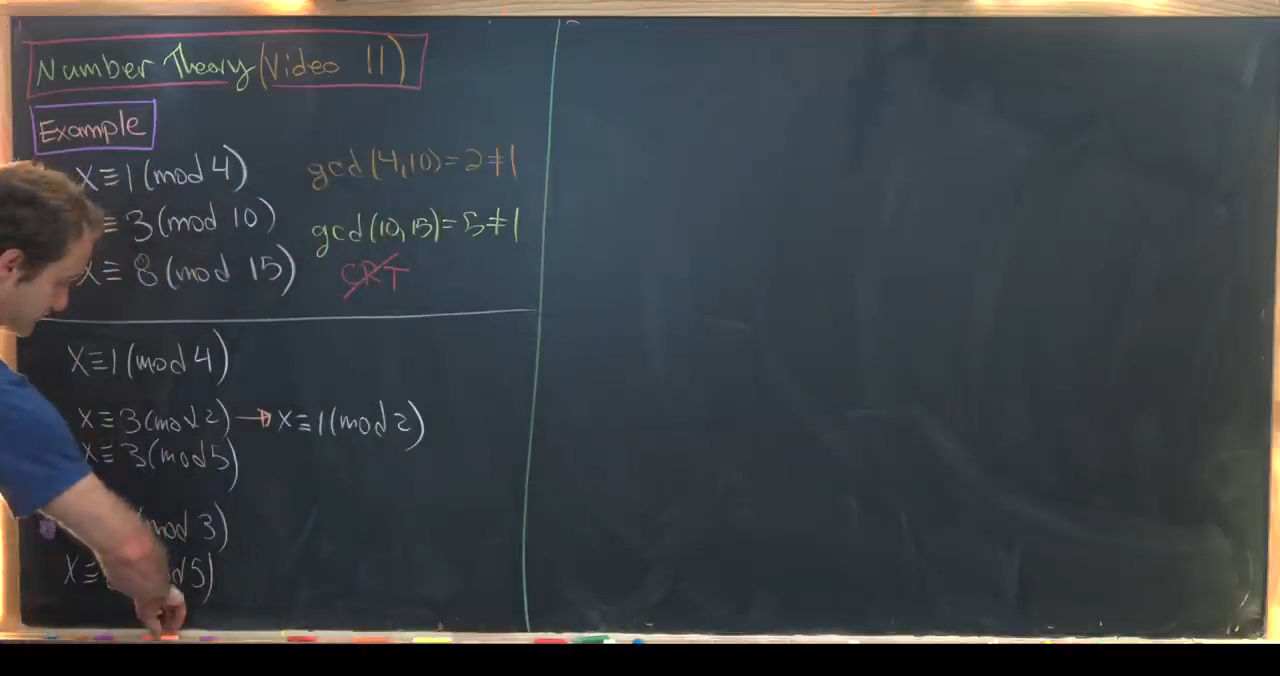 Number Theory (Video 11)
Example
X≡1(mod 4)
gcd(4,10)=2≠1
≡ 3(mod 10)
gcd(10,15)=5≠1
X≡ 8(mod 15)
CRT
X≡1(mod 4)
X≡ 3(mod 2) → X≡1(mod 2)
X≡ 3(mod 5)
(mod 3)
X≡ 5)